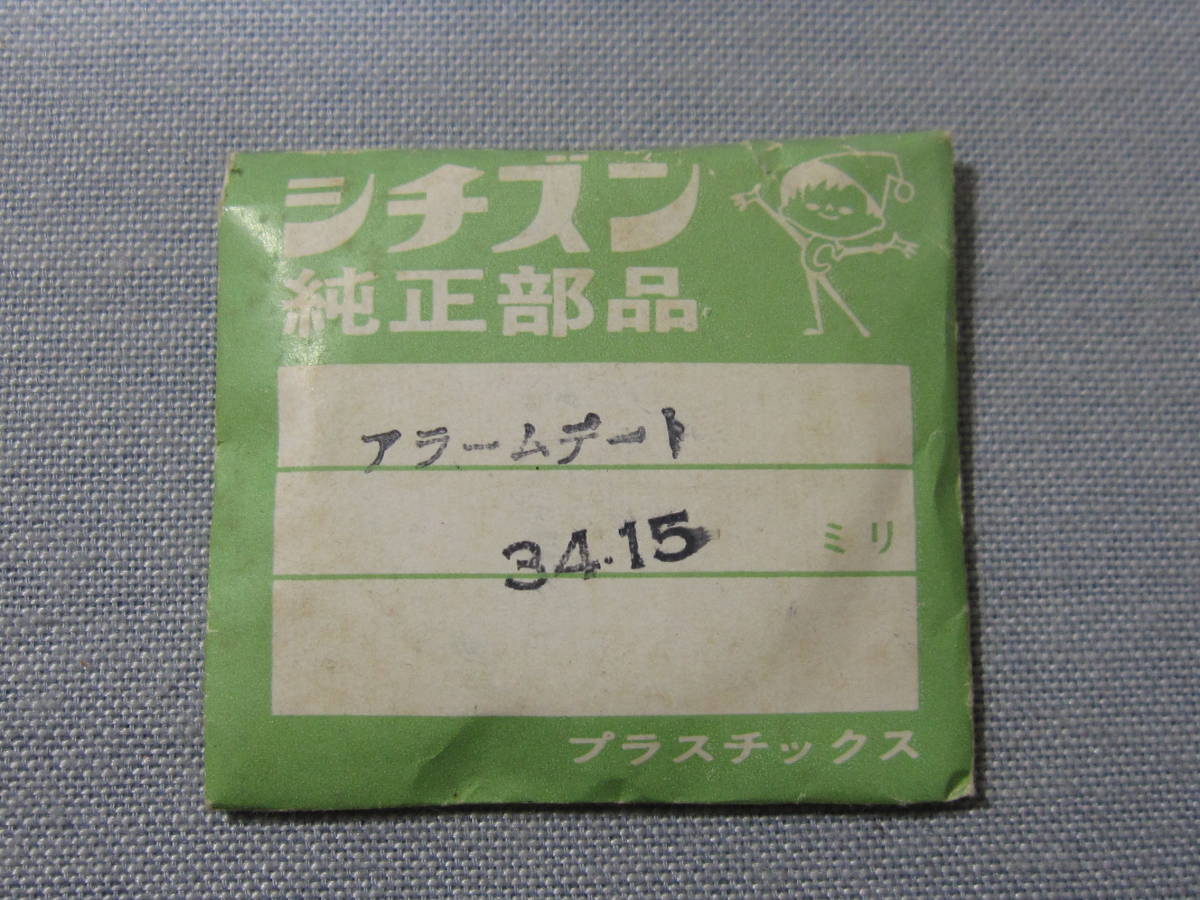 シチズン
純正部品
アラームデート
34.15 ミリ
プラスチックス